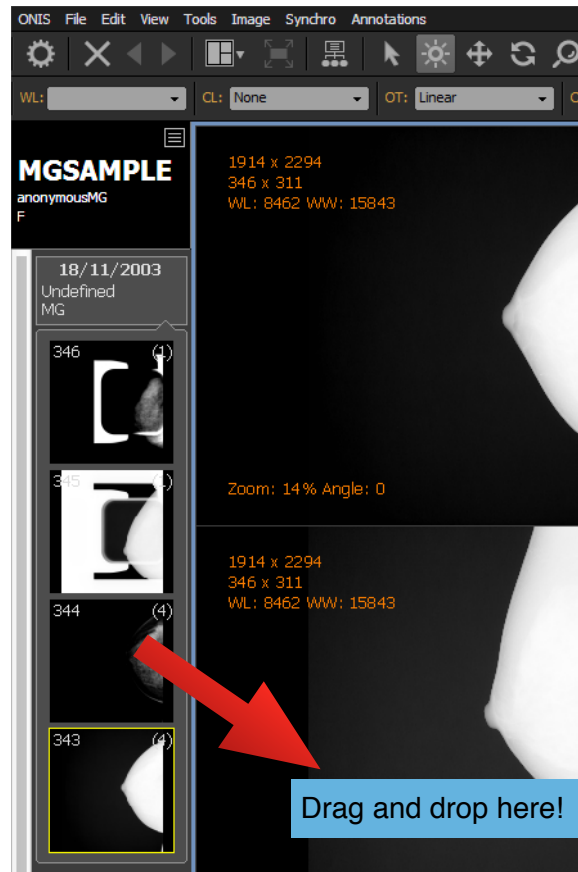 ONIS File Edit View Tools Image Synchro Annotations
WL: CL: None OT: Linear
MGSAMPLE
anonymousMG
F
18/11/2003
Undefined
MG
346 (1)
345 (1)
344 (4)
343 (4)
1914 x 2294
346 x 311
WL: 8462 WW: 15843
Zoom: 14% Angle: 0
1914 x 2294
346 x 311
WL: 8462 WW: 15843
Drag and drop here!